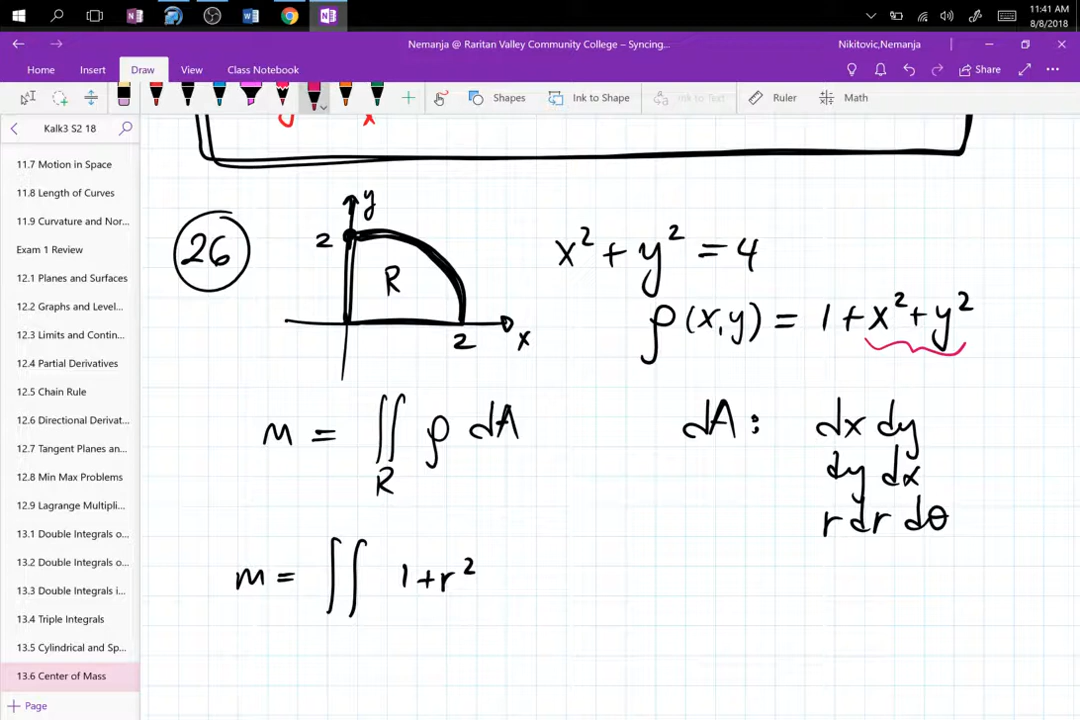 11:41 AM
8/8/2018
Nemanja @ Raritan Valley Community College – Syncing...
Nikitovic,Nemanja
Home Insert Draw View Class Notebook
Share
Shapes Ink to Shape Ink to Text Ruler Math
Kalk3 S2 18
11.7 Motion in Space
11.8 Length of Curves
11.9 Curvature and Nor...
Exam 1 Review
12.1 Planes and Surfaces
12.2 Graphs and Level...
12.3 Limits and Contin...
12.4 Partial Derivatives
12.5 Chain Rule
12.6 Directional Derivat...
12.7 Tangent Planes an...
12.8 Min Max Problems
12.9 Lagrange Multipli...
13.1 Double Integrals o...
13.2 Double Integrals o...
13.3 Double Integrals i...
13.4 Triple Integrals
13.5 Cylindrical and Sp...
13.6 Center of Mass
+ Page
y x
26
y
2
R
2
x
x² + y² = 4
ρ(x,y) = 1 + x² + y²
m = ∬ ρ dA
R
dA : dx dy
dy dx
r dr dθ
m = ∬ 1 + r²